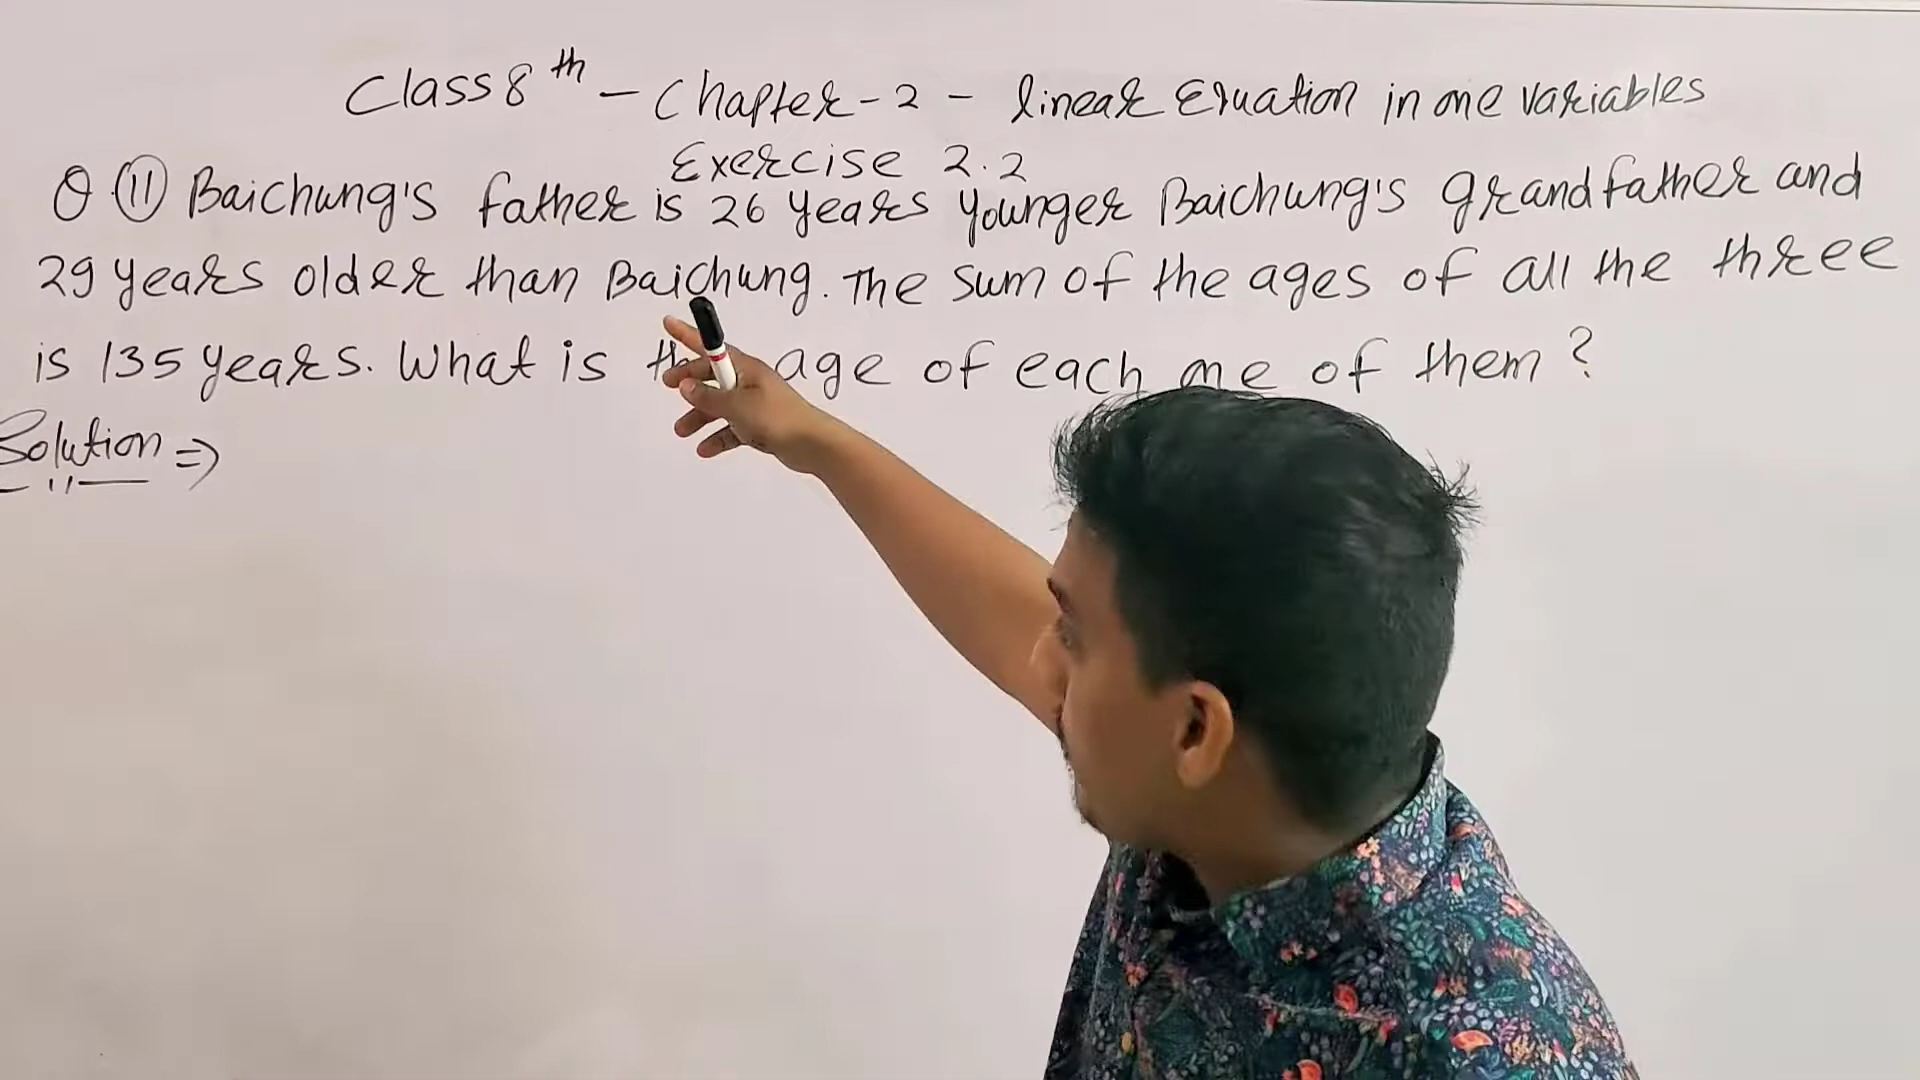 Class 8th - Chapter-2 - linear Equation in one variables
Exercise 2.2
Q. 11 Baichung's father is 26 years younger Baichung's grandfather and
29 years older than Baichung. The sum of the ages of all the three
is 135 years. What is age of each one of them?
Solution =>